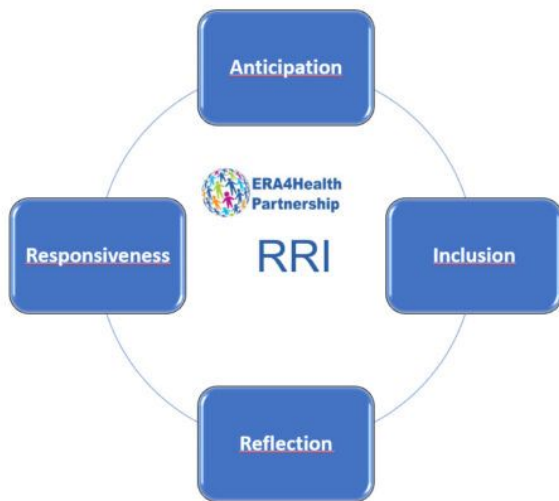 Anticipation
ERA4Health
Partnership
Responsiveness
RRI
Inclusion
Reflection